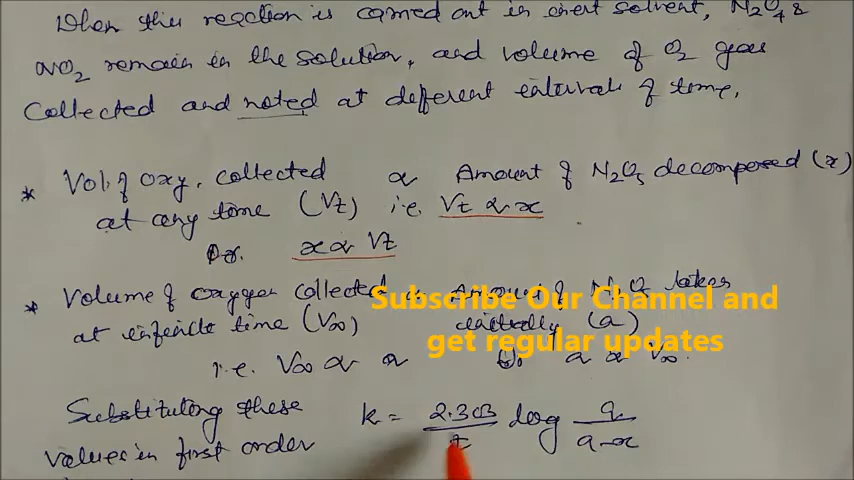 When this reaction is carried out in inert solvent, N₂O₄ &
NO₂ remain in the solution, and volume of O₂ gas
Collected and noted at different intervals of time.
* Vol. of oxy. collected ∝ Amount of N₂O₅ decomposed (x)
at any time (Vt) i.e. Vt ∝ x
or. x ∝ Vt
* Volume of oxygen collected ∝ Amount of taken
at infinite time (V∞) initially (a)
i.e. V∞ ∝ a or a ∝ V∞.
Subscribe Our Channel and
get regular updates
Substituting these k = 2.303/t log a/a-x
values in first order